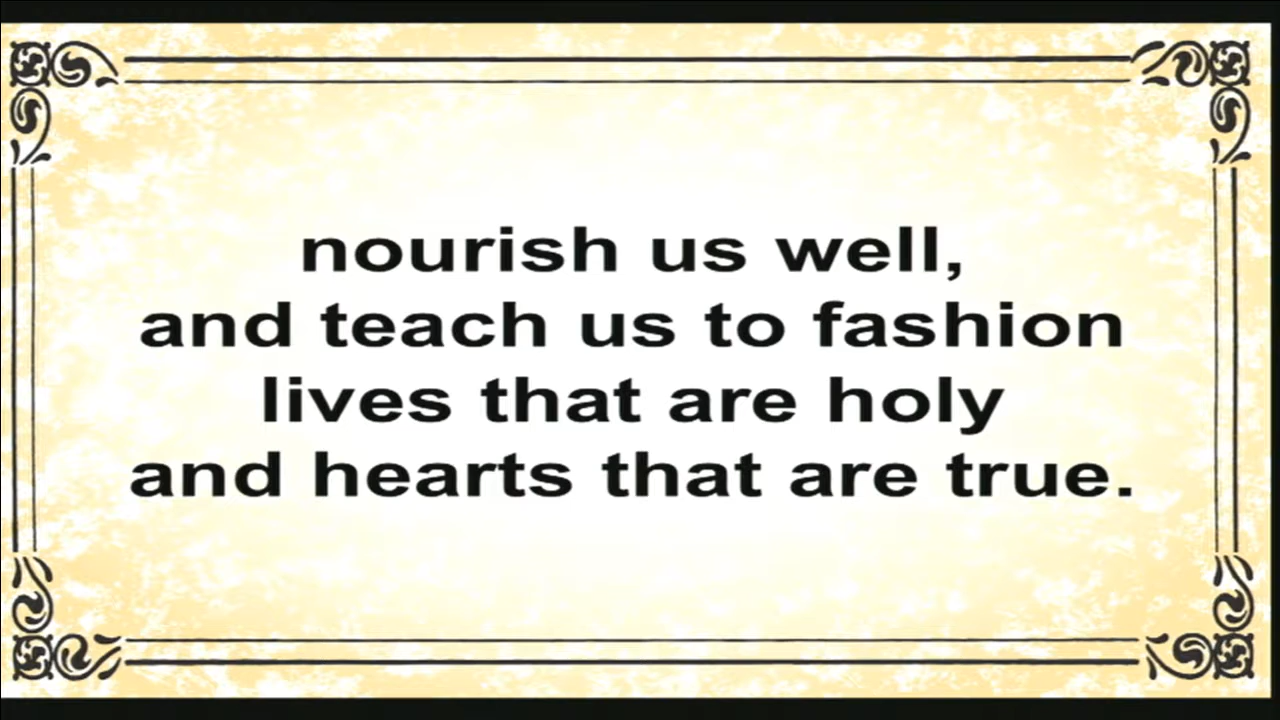 nourish us well,
and teach us to fashion
lives that are holy
and hearts that are true.